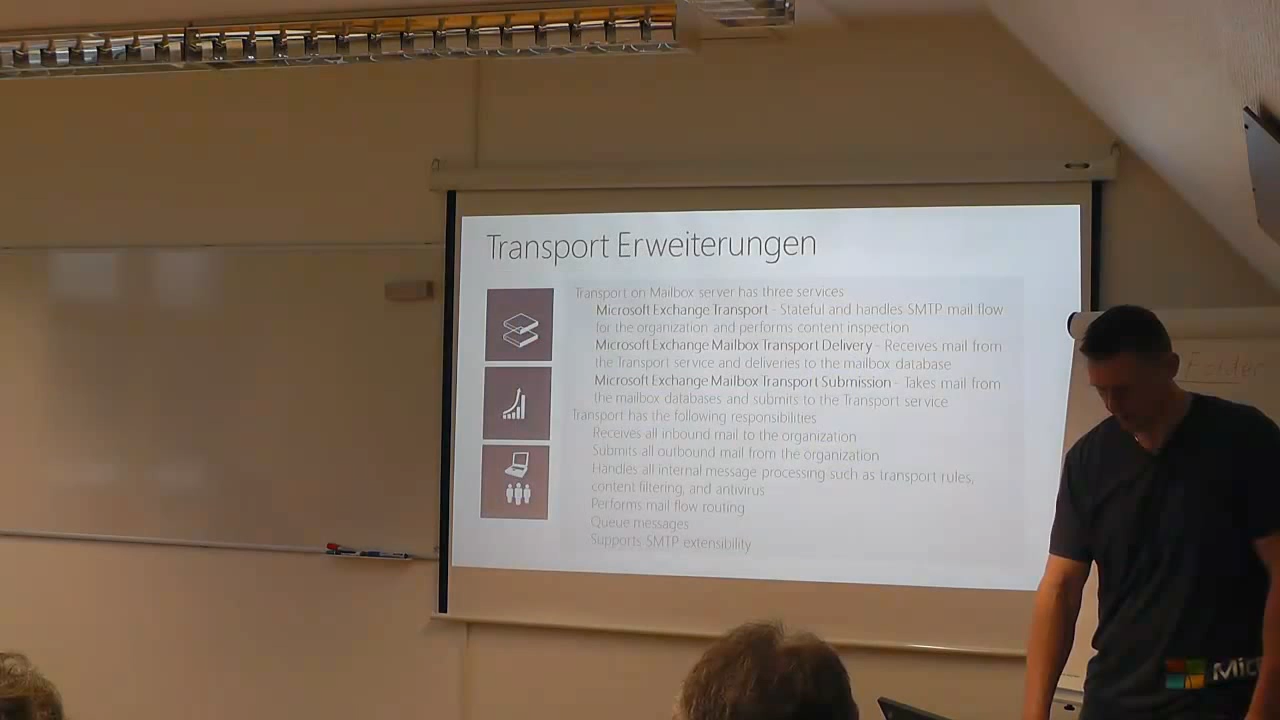 Transport Erweiterungen
Transport on Mailbox server has three services
Microsoft Exchange Transport - Stateful and handles SMTP mail flow
for the organization and performs content inspection
Microsoft Exchange Mailbox Transport Delivery - Receives mail from
the Transport service and deliveries to the mailbox database
Microsoft Exchange Mailbox Transport Submission - Takes mail from
the mailbox databases and submits to the Transport service
Transport has the following responsibilities
Receives all inbound mail to the organization
Submits all outbound mail from the organization
Handles all internal message processing such as transport rules,
content filtering, and antivirus
Performs mail flow routing
Queue messages
Supports SMTP extensibility
Folder
Mic